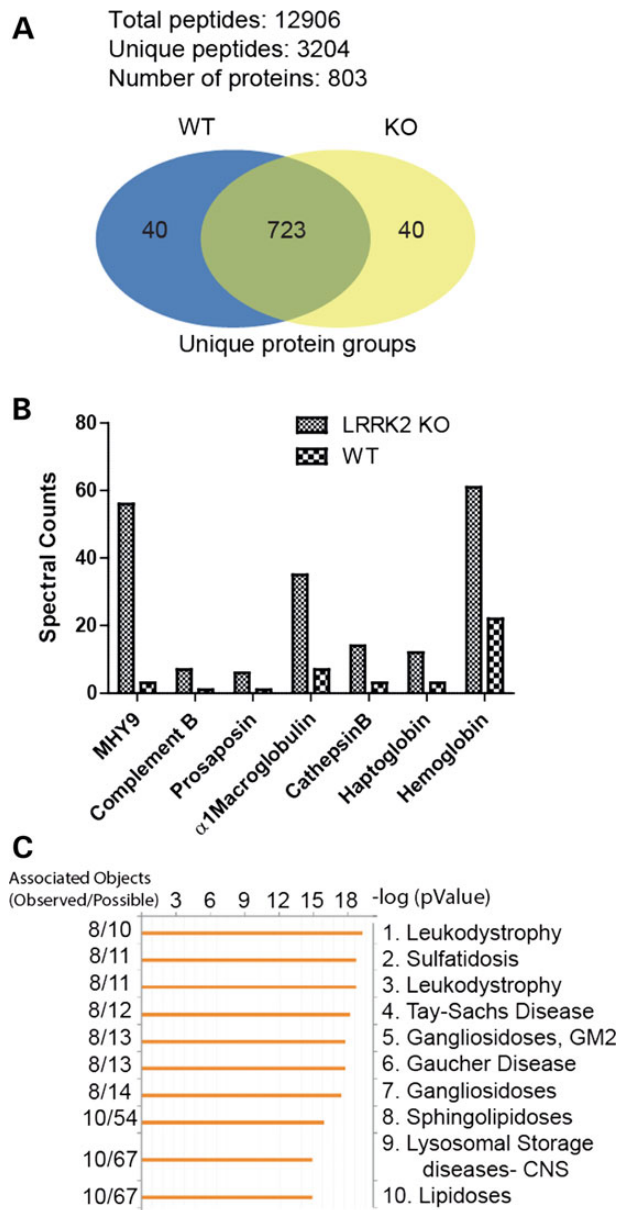 A
Total peptides: 12906
Unique peptides: 3204
Number of proteins: 803
WT KO
40 723 40
Unique protein groups
B
80
60
40
20
0
Spectral Counts
LRRK2 KO
WT
MHY9
Complement B
Prosaposin
α1Macroglobulin
CathepsinB
Haptoglobin
Hemoglobin
C
Associated Objects
(Observed/Possible) 3 6 9 12 15 18 -log (pValue)
8/10 1. Leukodystrophy
8/11 2. Sulfatidosis
8/11 3. Leukodystrophy
8/12 4. Tay-Sachs Disease
8/13 5. Gangliosidoses, GM2
8/13 6. Gaucher Disease
8/14 7. Gangliosidoses
10/54 8. Sphingolipidoses
10/67 9. Lysosomal Storage
diseases- CNS
10/67 10. Lipidoses